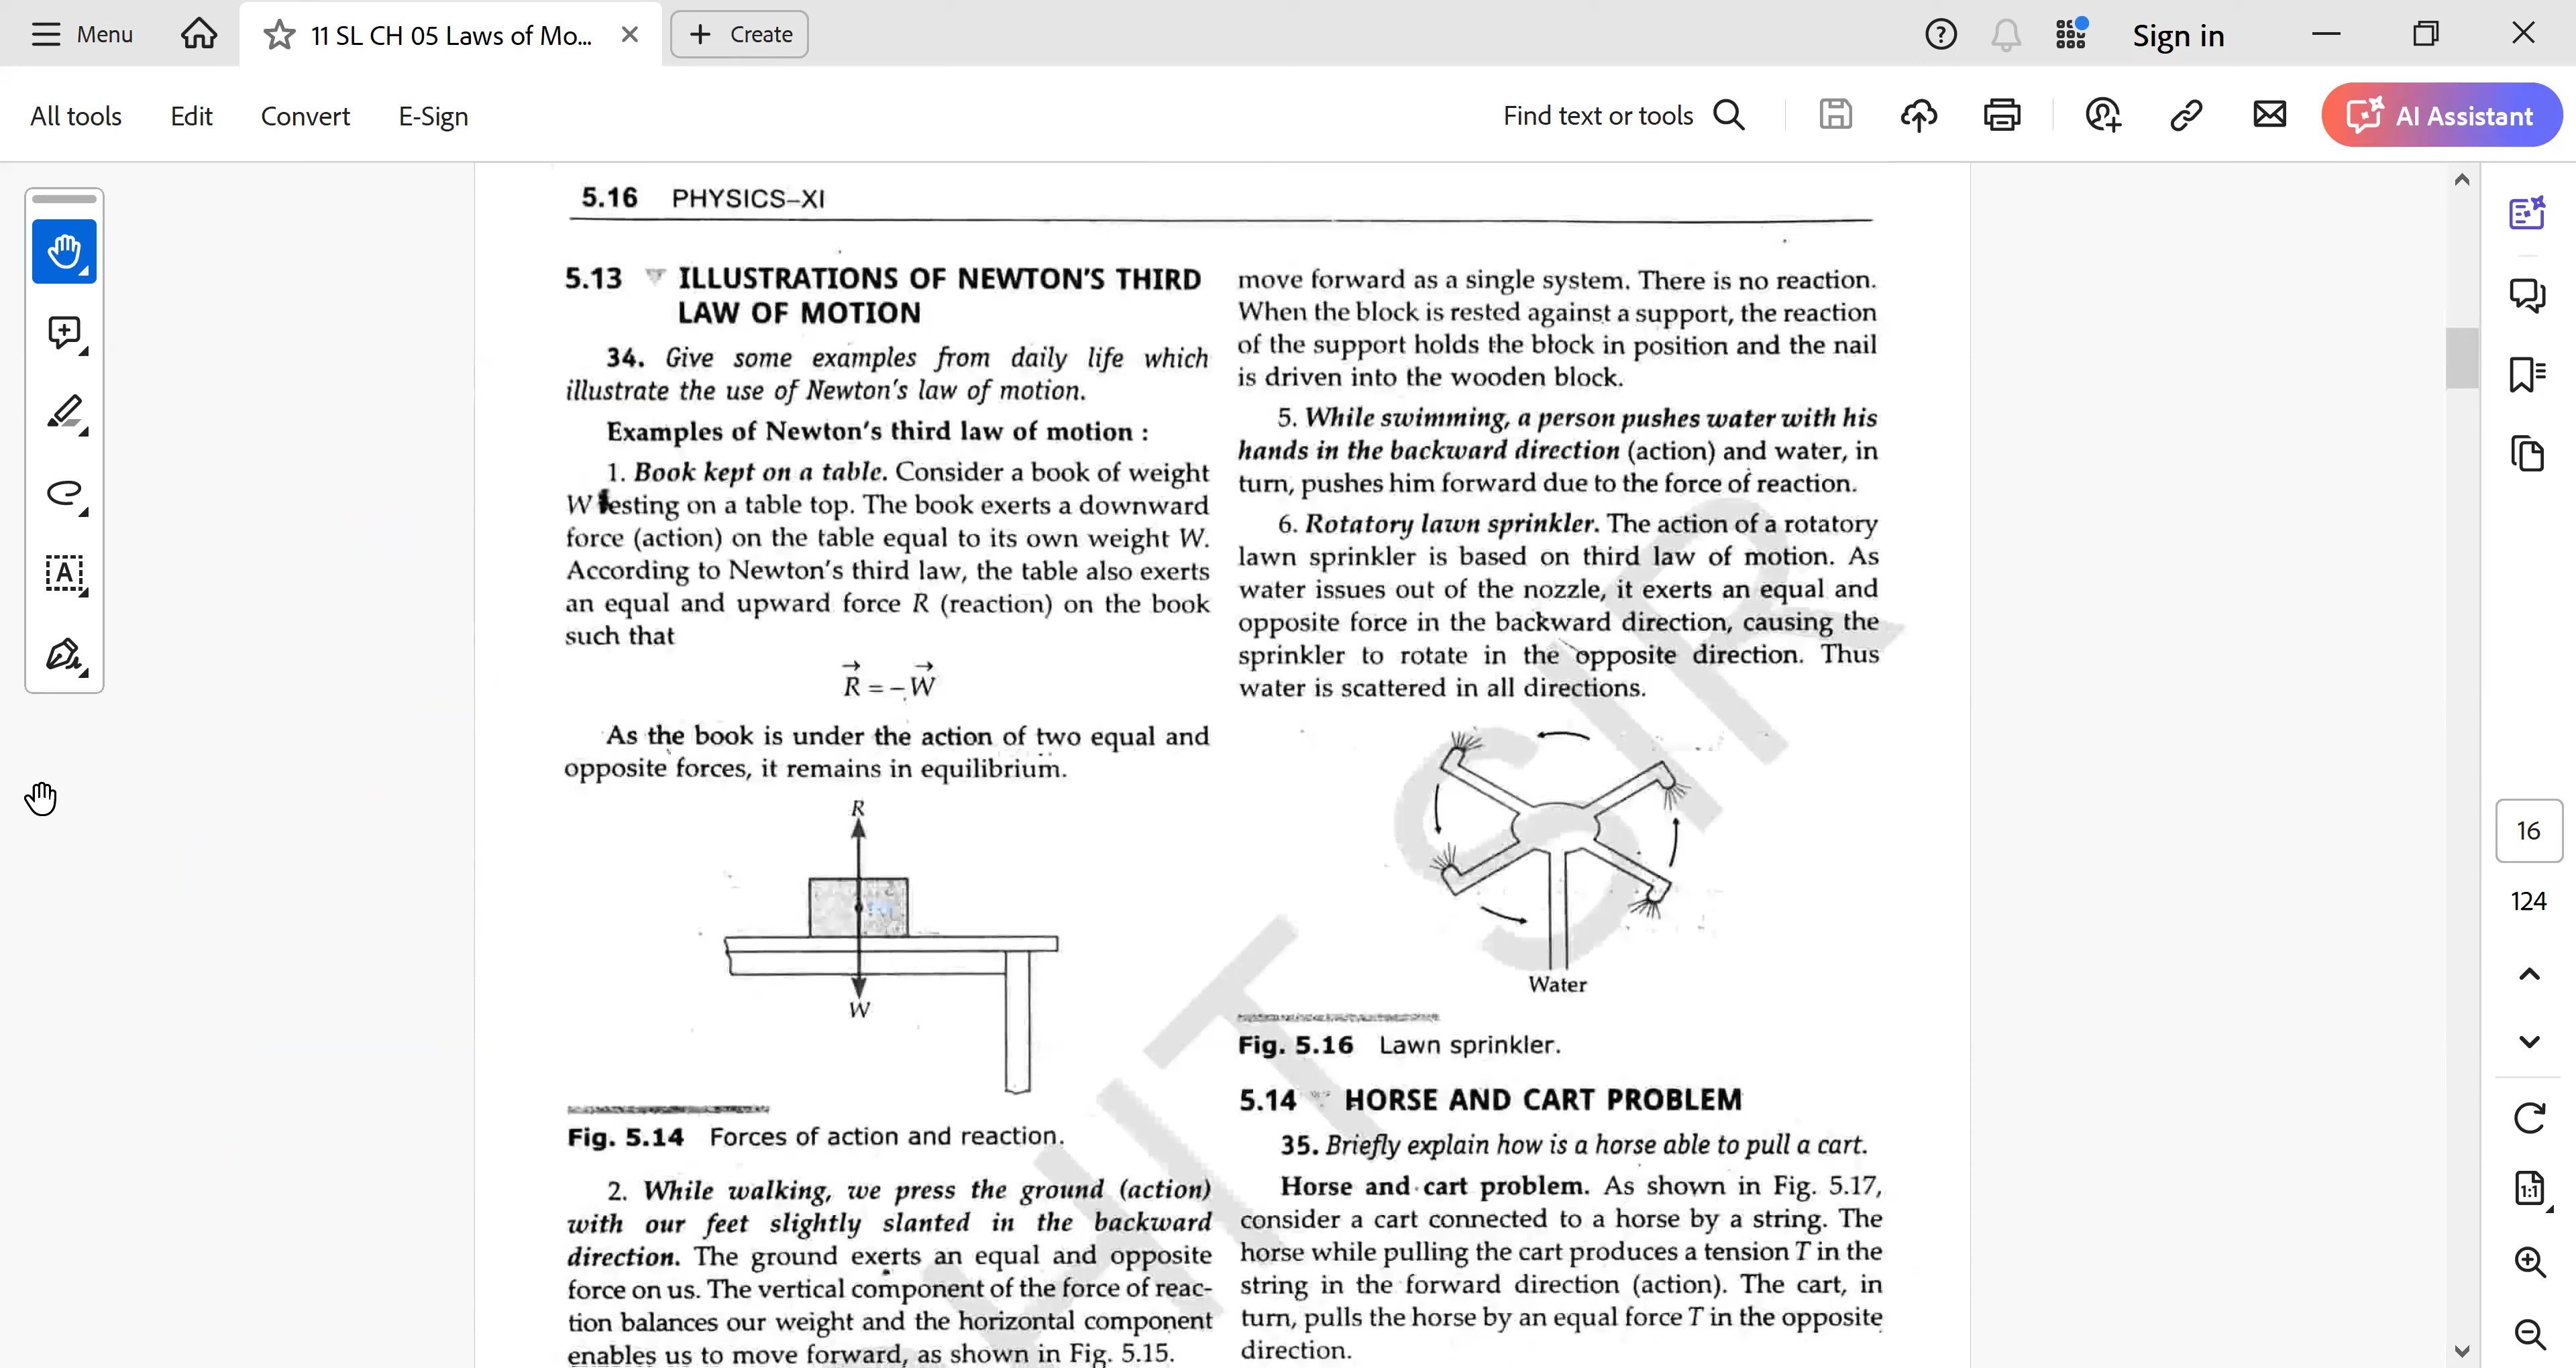 Menu
11 SL CH 05 Laws of Mo...
Create
Sign in
All tools
Edit
Convert
E-Sign
Find text or tools
AI Assistant
5.16 PHYSICS–XI
5.13 ILLUSTRATIONS OF NEWTON'S THIRD
LAW OF MOTION
34. Give some examples from daily life which
illustrate the use of Newton's law of motion.
Examples of Newton's third law of motion :
1. Book kept on a table. Consider a book of weight
W resting on a table top. The book exerts a downward
force (action) on the table equal to its own weight W.
According to Newton's third law, the table also exerts
an equal and upward force R (reaction) on the book
such that
R = – W
As the book is under the action of two equal and
opposite forces, it remains in equilibrium.
R
W
Fig. 5.14 Forces of action and reaction.
2. While walking, we press the ground (action)
with our feet slightly slanted in the backward
direction. The ground exerts an equal and opposite
force on us. The vertical component of the force of reac-
tion balances our weight and the horizontal component
enables us to move forward, as shown in Fig. 5.15.
move forward as a single system. There is no reaction.
When the block is rested against a support, the reaction
of the support holds the block in position and the nail
is driven into the wooden block.
5. While swimming, a person pushes water with his
hands in the backward direction (action) and water, in
turn, pushes him forward due to the force of reaction.
6. Rotatory lawn sprinkler. The action of a rotatory
lawn sprinkler is based on third law of motion. As
water issues out of the nozzle, it exerts an equal and
opposite force in the backward direction, causing the
sprinkler to rotate in the opposite direction. Thus
water is scattered in all directions.
Water
Fig. 5.16 Lawn sprinkler.
5.14 HORSE AND CART PROBLEM
35. Briefly explain how is a horse able to pull a cart.
Horse and cart problem. As shown in Fig. 5.17,
consider a cart connected to a horse by a string. The
horse while pulling the cart produces a tension T in the
string in the forward direction (action). The cart, in
turn, pulls the horse by an equal force T in the opposite
direction.
SIR
16
124
1:1